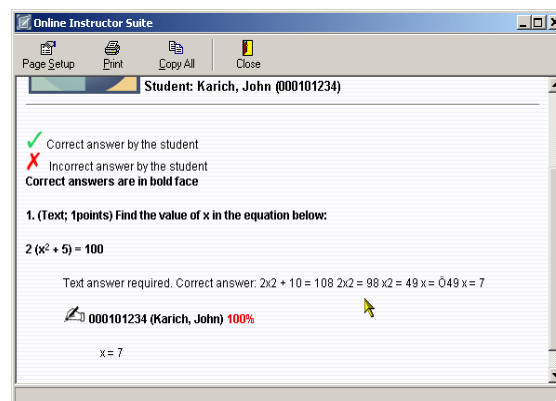 Online Instructor Suite
Page Setup Print Copy All Close
Student: Karich, John (000101234)
Correct answer by the student
Incorrect answer by the student
Correct answers are in bold face
1. (Text; 1points) Find the value of x in the equation below:
2 (x² + 5) = 100
Text answer required. Correct answer: 2x2 + 10 = 108 2x2 = 98 x2 = 49 x = Ö49 x = 7
000101234 (Karich, John) 100%
x = 7